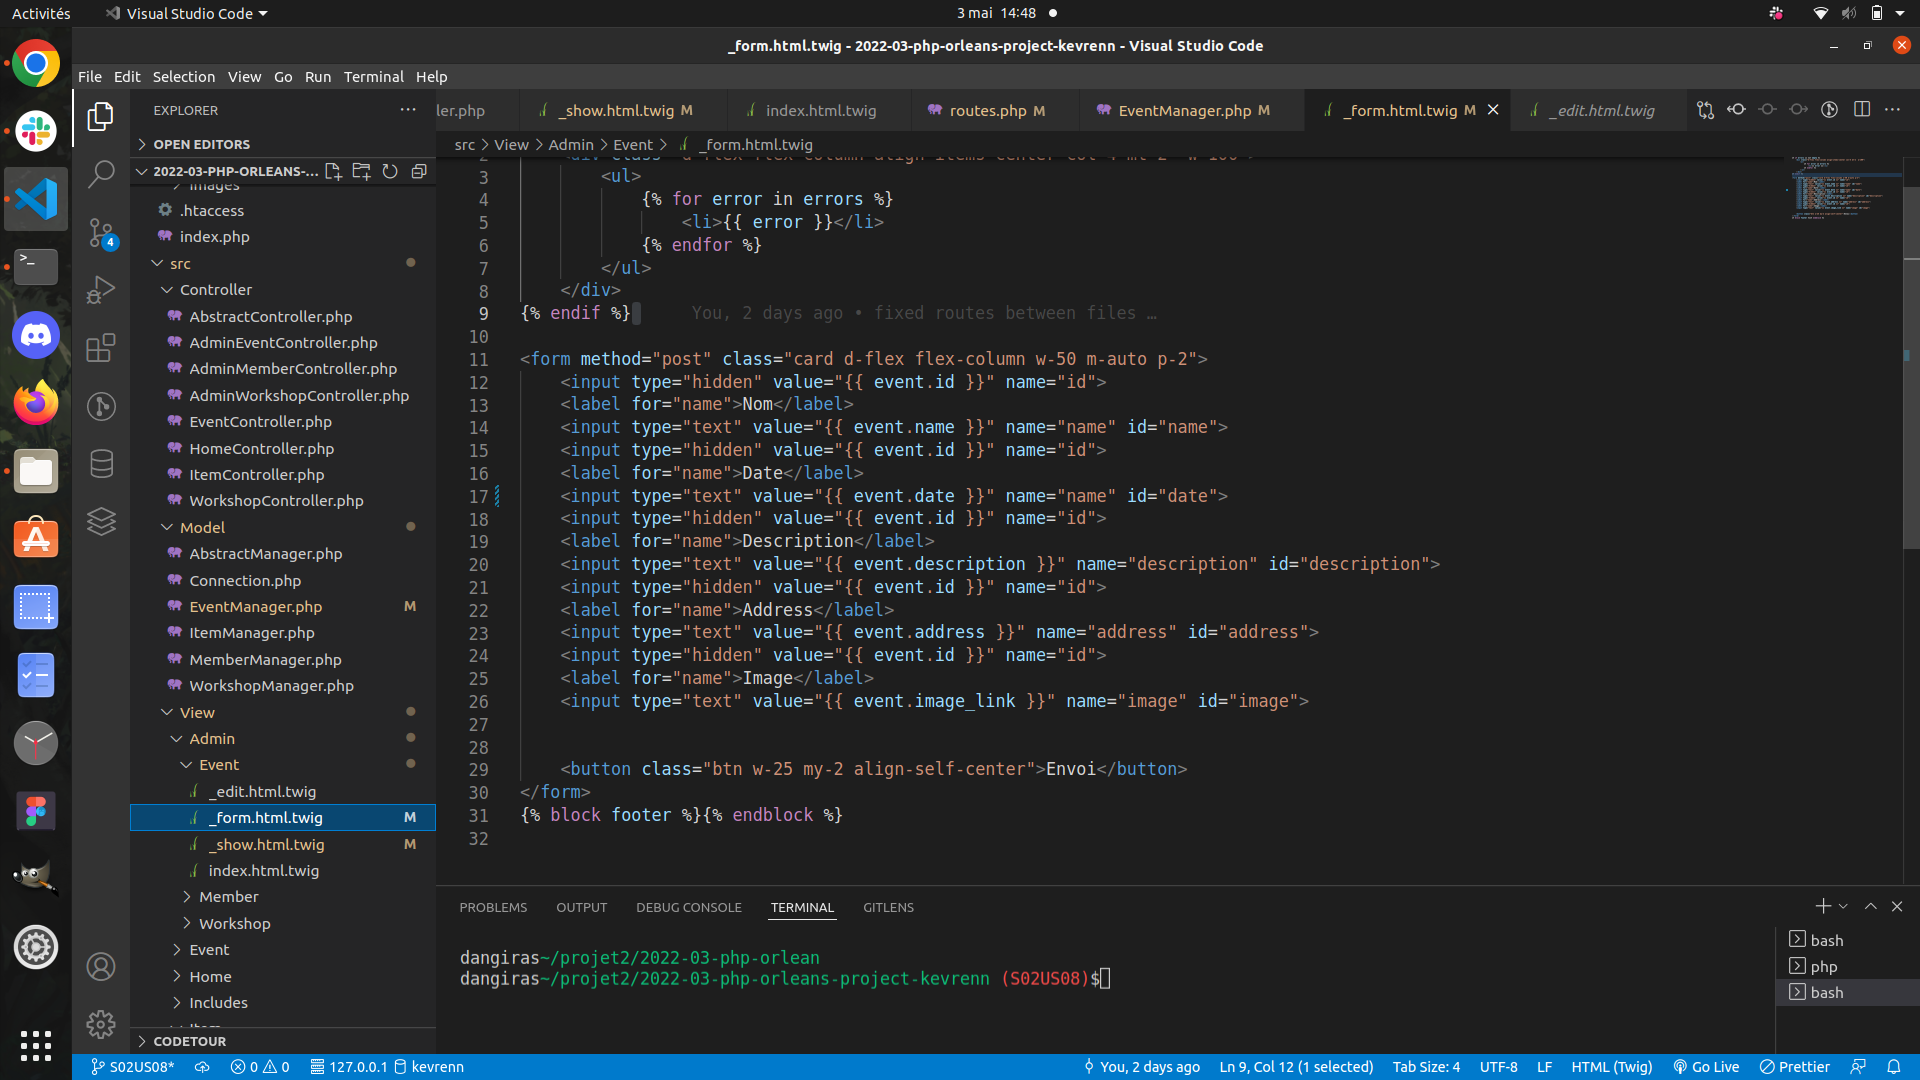 Activités
Visual Studio Code
3 mai 14:48
_form.html.twig - 2022-03-php-orleans-project-kevrenn - Visual Studio Code
File Edit Selection View Go Run Terminal Help
EXPLORER
ler.php
_show.html.twig M
index.html.twig
routes.php M
EventManager.php M
_form.html.twig M
_edit.html.twig
OPEN EDITORS
src > View > Admin > Event > _form.html.twig
2022-03-PHP-ORLEANS-...
images
.htaccess
index.php
src
Controller
AbstractController.php
AdminEventController.php
AdminMemberController.php
AdminWorkshopController.php
EventController.php
HomeController.php
ItemController.php
WorkshopController.php
Model
AbstractManager.php
Connection.php
EventManager.php M
ItemManager.php
MemberManager.php
WorkshopManager.php
View
Admin
Event
_edit.html.twig
_form.html.twig M
_show.html.twig M
index.html.twig
Member
Workshop
Event
Home
Includes
CODETOUR
4
3 <ul>
4 {% for error in errors %}
5 <li>{{ error }}</li>
6 {% endfor %}
7 </ul>
8 </div>
9 {% endif %} You, 2 days ago • fixed routes between files …
10
11 <form method="post" class="card d-flex flex-column w-50 m-auto p-2">
12 <input type="hidden" value="{{ event.id }}" name="id">
13 <label for="name">Nom</label>
14 <input type="text" value="{{ event.name }}" name="name" id="name">
15 <input type="hidden" value="{{ event.id }}" name="id">
16 <label for="name">Date</label>
17 <input type="text" value="{{ event.date }}" name="name" id="date">
18 <input type="hidden" value="{{ event.id }}" name="id">
19 <label for="name">Description</label>
20 <input type="text" value="{{ event.description }}" name="description" id="description">
21 <input type="hidden" value="{{ event.id }}" name="id">
22 <label for="name">Address</label>
23 <input type="text" value="{{ event.address }}" name="address" id="address">
24 <input type="hidden" value="{{ event.id }}" name="id">
25 <label for="name">Image</label>
26 <input type="text" value="{{ event.image_link }}" name="image" id="image">
27
28
29 <button class="btn w-25 my-2 align-self-center">Envoi</button>
30 </form>
31 {% block footer %}{% endblock %}
32
PROBLEMS OUTPUT DEBUG CONSOLE TERMINAL GITLENS
dangiras~/projet2/2022-03-php-orlean
dangiras~/projet2/2022-03-php-orleans-project-kevrenn (S02US08)$
bash
php
bash
S02US08* 0 0 127.0.0.1 kevrenn You, 2 days ago Ln 9, Col 12 (1 selected) Tab Size: 4 UTF-8 LF HTML (Twig) Go Live Prettier